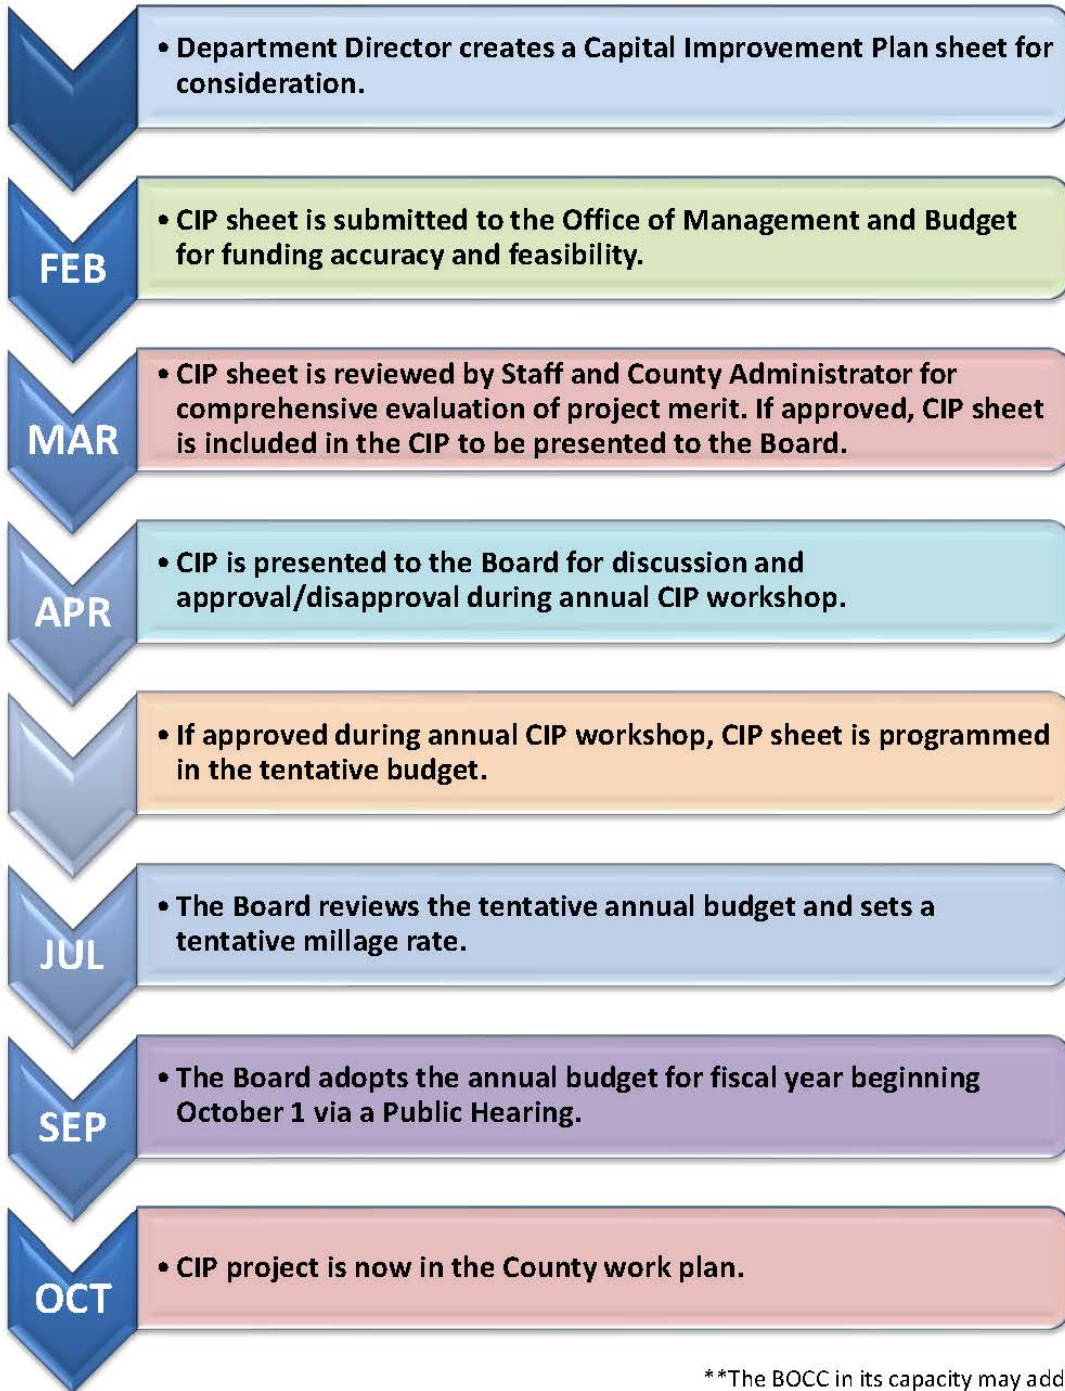 • Department Director creates a Capital Improvement Plan sheet for
consideration.
FEB
• CIP sheet is submitted to the Office of Management and Budget
for funding accuracy and feasibility.
MAR
• CIP sheet is reviewed by Staff and County Administrator for
comprehensive evaluation of project merit. If approved, CIP sheet
is included in the CIP to be presented to the Board.
APR
• CIP is presented to the Board for discussion and
approval/disapproval during annual CIP workshop.
• If approved during annual CIP workshop, CIP sheet is programmed
in the tentative budget.
JUL
• The Board reviews the tentative annual budget and sets a
tentative millage rate.
SEP
• The Board adopts the annual budget for fiscal year beginning
October 1 via a Public Hearing.
OCT
• CIP project is now in the County work plan.
**The BOCC in its capacity may add